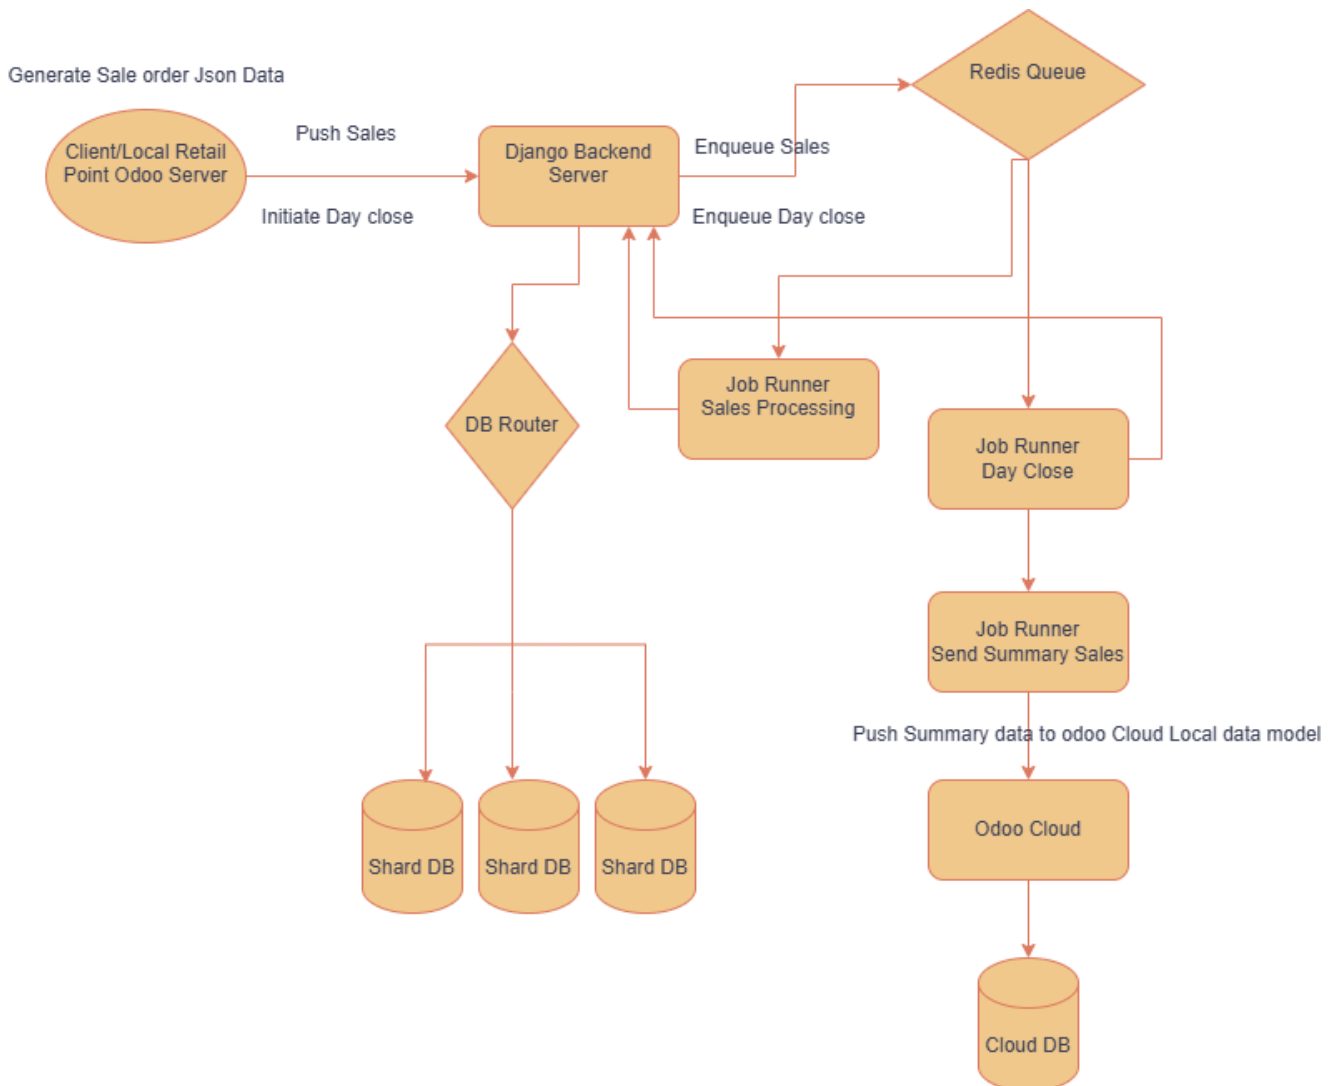 Generate Sale order Json Data
Redis Queue
Push Sales
Client/Local Retail
Point Odoo Server
Django Backend
Server
Enqueue Sales
Initiate Day close
Enqueue Day close
Job Runner
Sales Processing
DB Router
Job Runner
Day Close
Job Runner
Send Summary Sales
Push Summary data to odoo Cloud Local data model
Odoo Cloud
Shard DB
Shard DB
Shard DB
Cloud DB